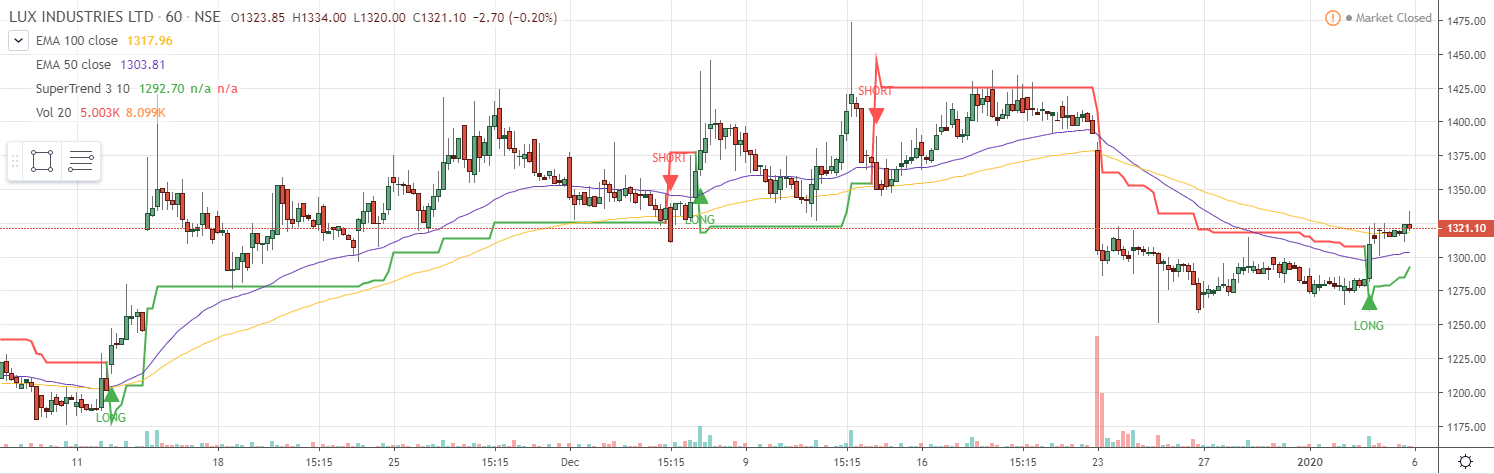 LUX INDUSTRIES LTD · 60 · NSE O1323.85 H1334.00 L1320.00 C1321.10 −2.70 (−0.20%)
Market Closed
EMA 100 close 1317.96
EMA 50 close 1303.81
SuperTrend 3 10 1292.70 n/a n/a
Vol 20 5.003K 8.099K
1475.00
1450.00
1425.00
1400.00
1375.00
1350.00
1321.10
1300.00
1275.00
1250.00
1225.00
1200.00
1175.00
SHORT
SHORT
LONG
LONG
LONG
11 18 15:15 25 15:15 Dec 15:15 9 15:15 16 15:15 23 27 2020 6